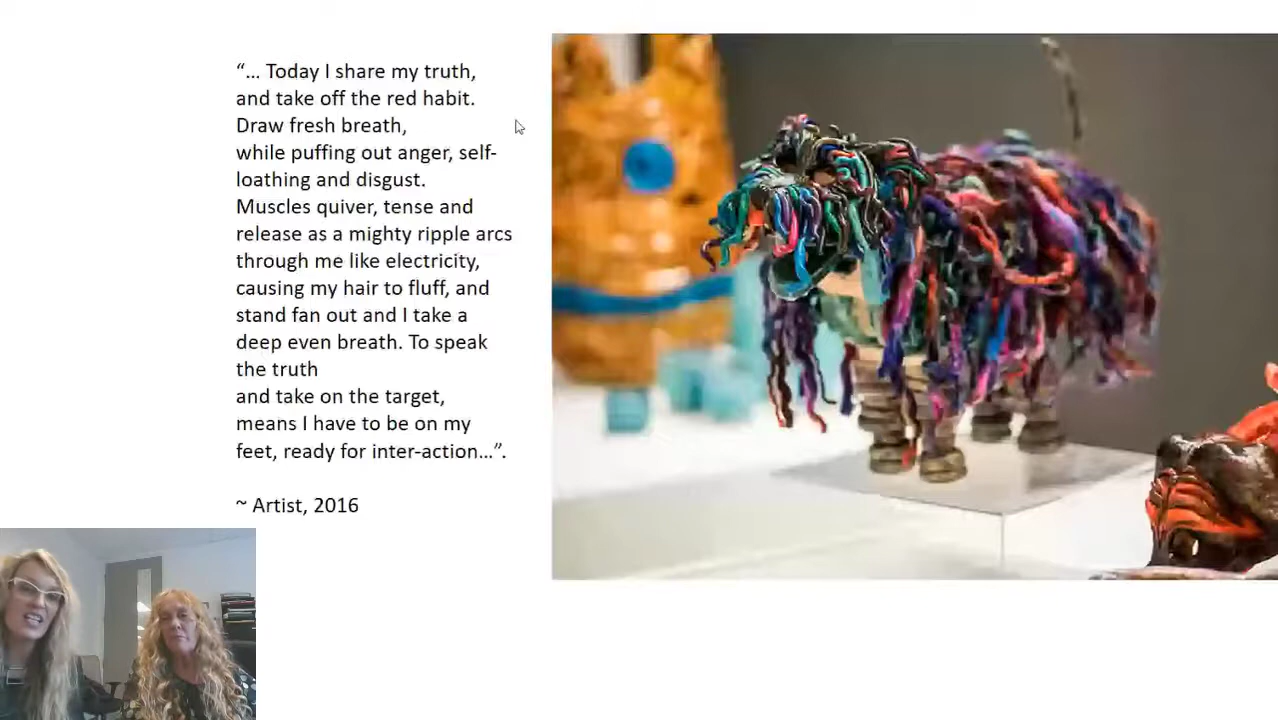 “... Today I share my truth,
and take off the red habit.
Draw fresh breath,
while puffing out anger, self-
loathing and disgust.
Muscles quiver, tense and
release as a mighty ripple arcs
through me like electricity,
causing my hair to fluff, and
stand fan out and I take a
deep even breath. To speak
the truth
and take on the target,
means I have to be on my
feet, ready for inter-action...”.
~ Artist, 2016